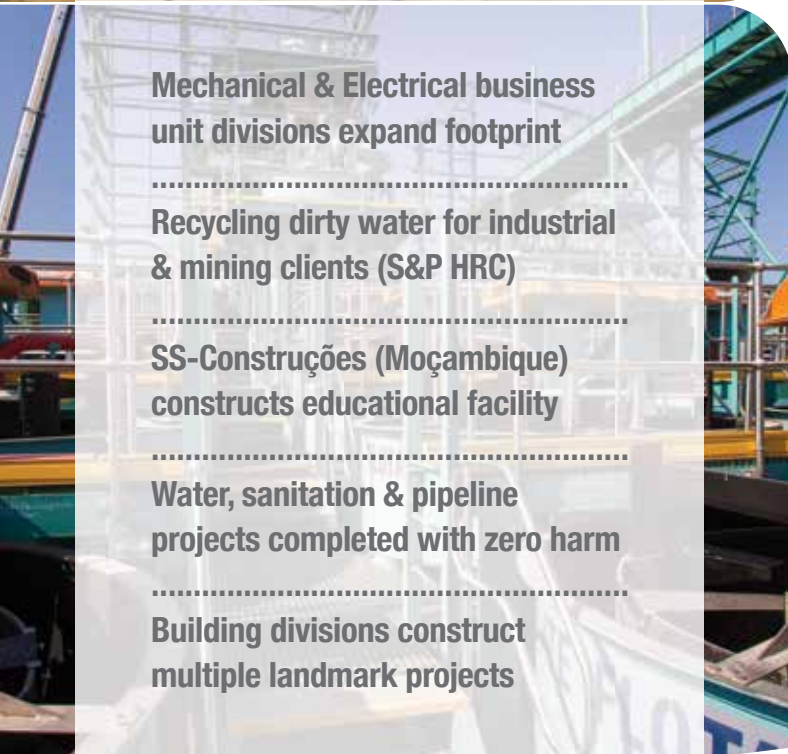 Mechanical & Electrical business
unit divisions expand footprint
Recycling dirty water for industrial
& mining clients (S&P HRC)
SS-Construções (Moçambique)
constructs educational facility
Water, sanitation & pipeline
projects completed with zero harm
Building divisions construct
multiple landmark projects